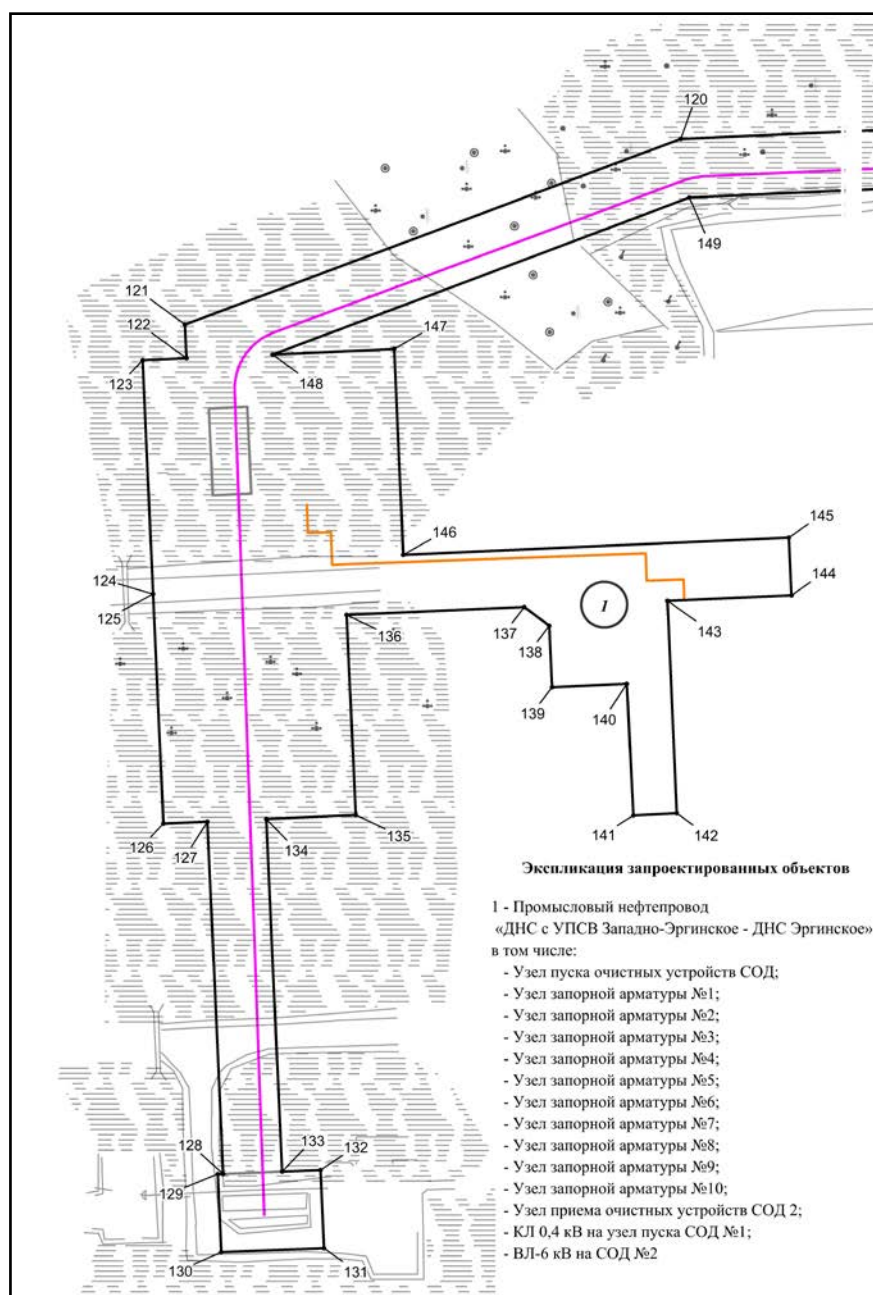 120
149
121
122
147
123
148
145
146
124
144
125
1
136
137
143
138
139
140
135
141
142
126
134
127
Экспликация запроектированных объектов
1 - Промысловый нефтепровод
«ДНС с УПСВ Западно-Эргинское - ДНС Эргинское»
в том числе:
- Узел пуска очистных устройств СОД;
- Узел запорной арматуры №1;
- Узел запорной арматуры №2;
- Узел запорной арматуры №3;
- Узел запорной арматуры №4;
- Узел запорной арматуры №5;
- Узел запорной арматуры №6;
- Узел запорной арматуры №7;
- Узел запорной арматуры №8;
- Узел запорной арматуры №9;
- Узел запорной арматуры №10;
- Узел приема очистных устройств СОД 2;
- КЛ 0,4 кВ на узел пуска СОД №1;
- ВЛ-6 кВ на СОД №2
128
133
132
129
130
131